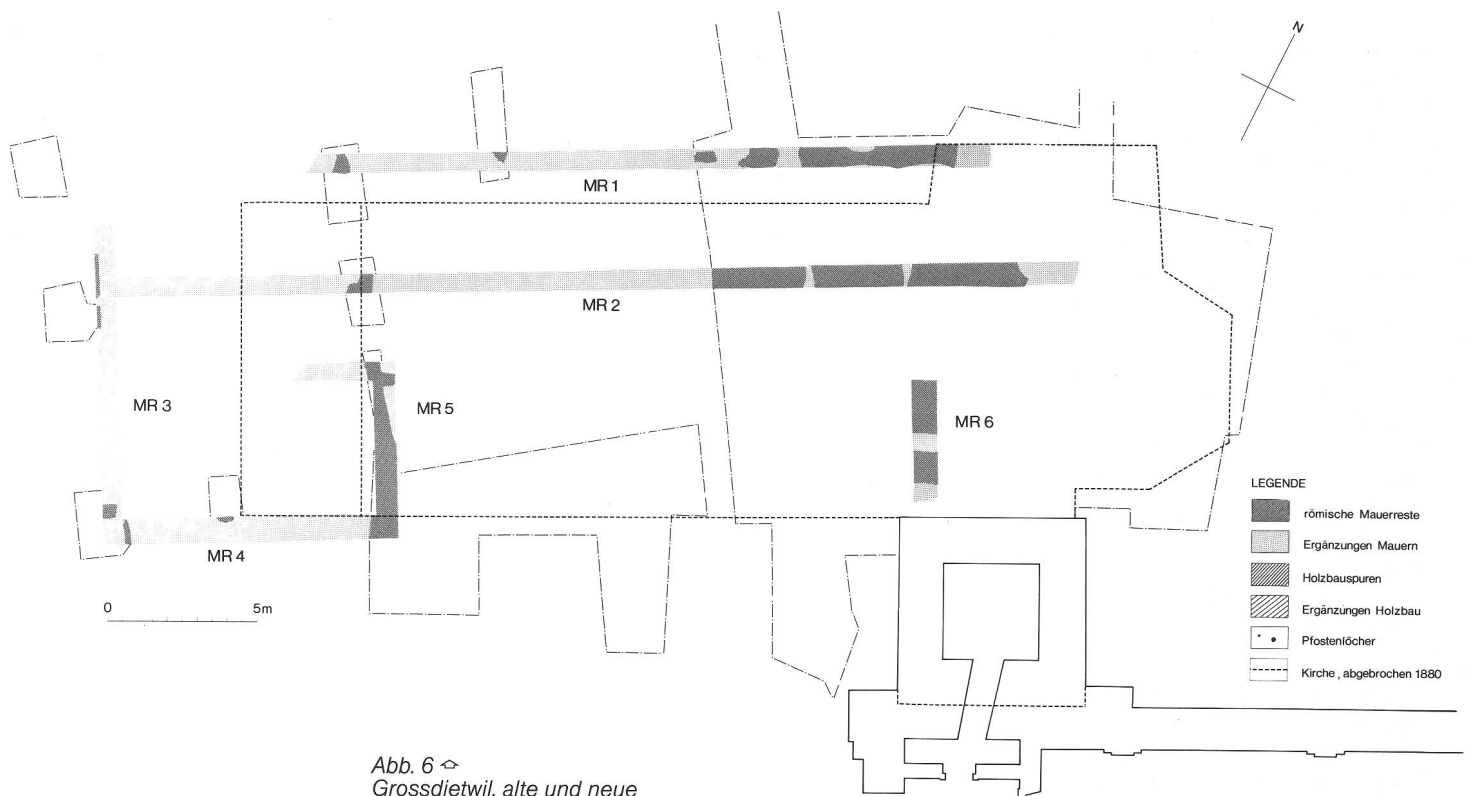 N
MR 1
MR 2
MR 3
MR 5
MR 6
MR 4
0 5m
LEGENDE
römische Mauerreste
Ergänzungen Mauern
Holzbauspuren
Ergänzungen Holzbau
Pfostenlöcher
Kirche, abgebrochen 1880
Abb. 6
Grossdietwil, alte und neue